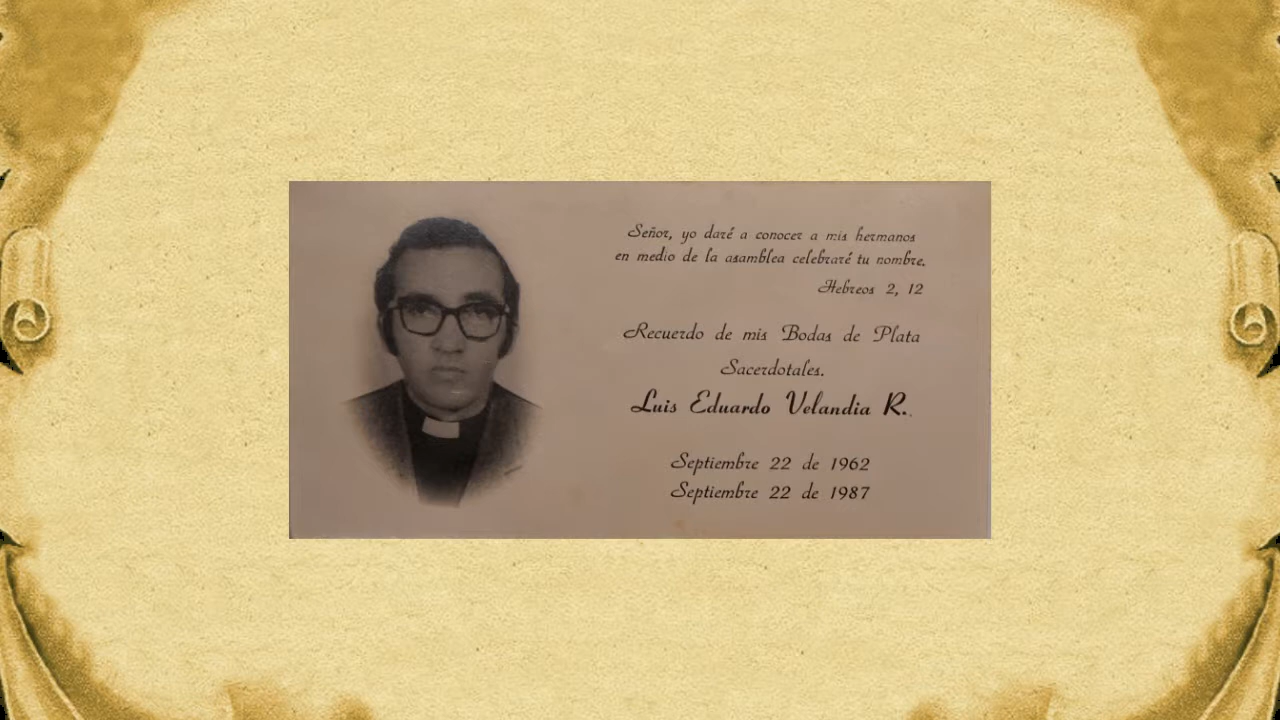 Señor, yo daré a conocer a mis hermanos
en medio de la asamblea celebraré tu nombre.
Hebreos 2, 12
Recuerdo de mis Bodas de Plata
Sacerdotales.
Luis Eduardo Velandia R.
Septiembre 22 de 1962
Septiembre 22 de 1987